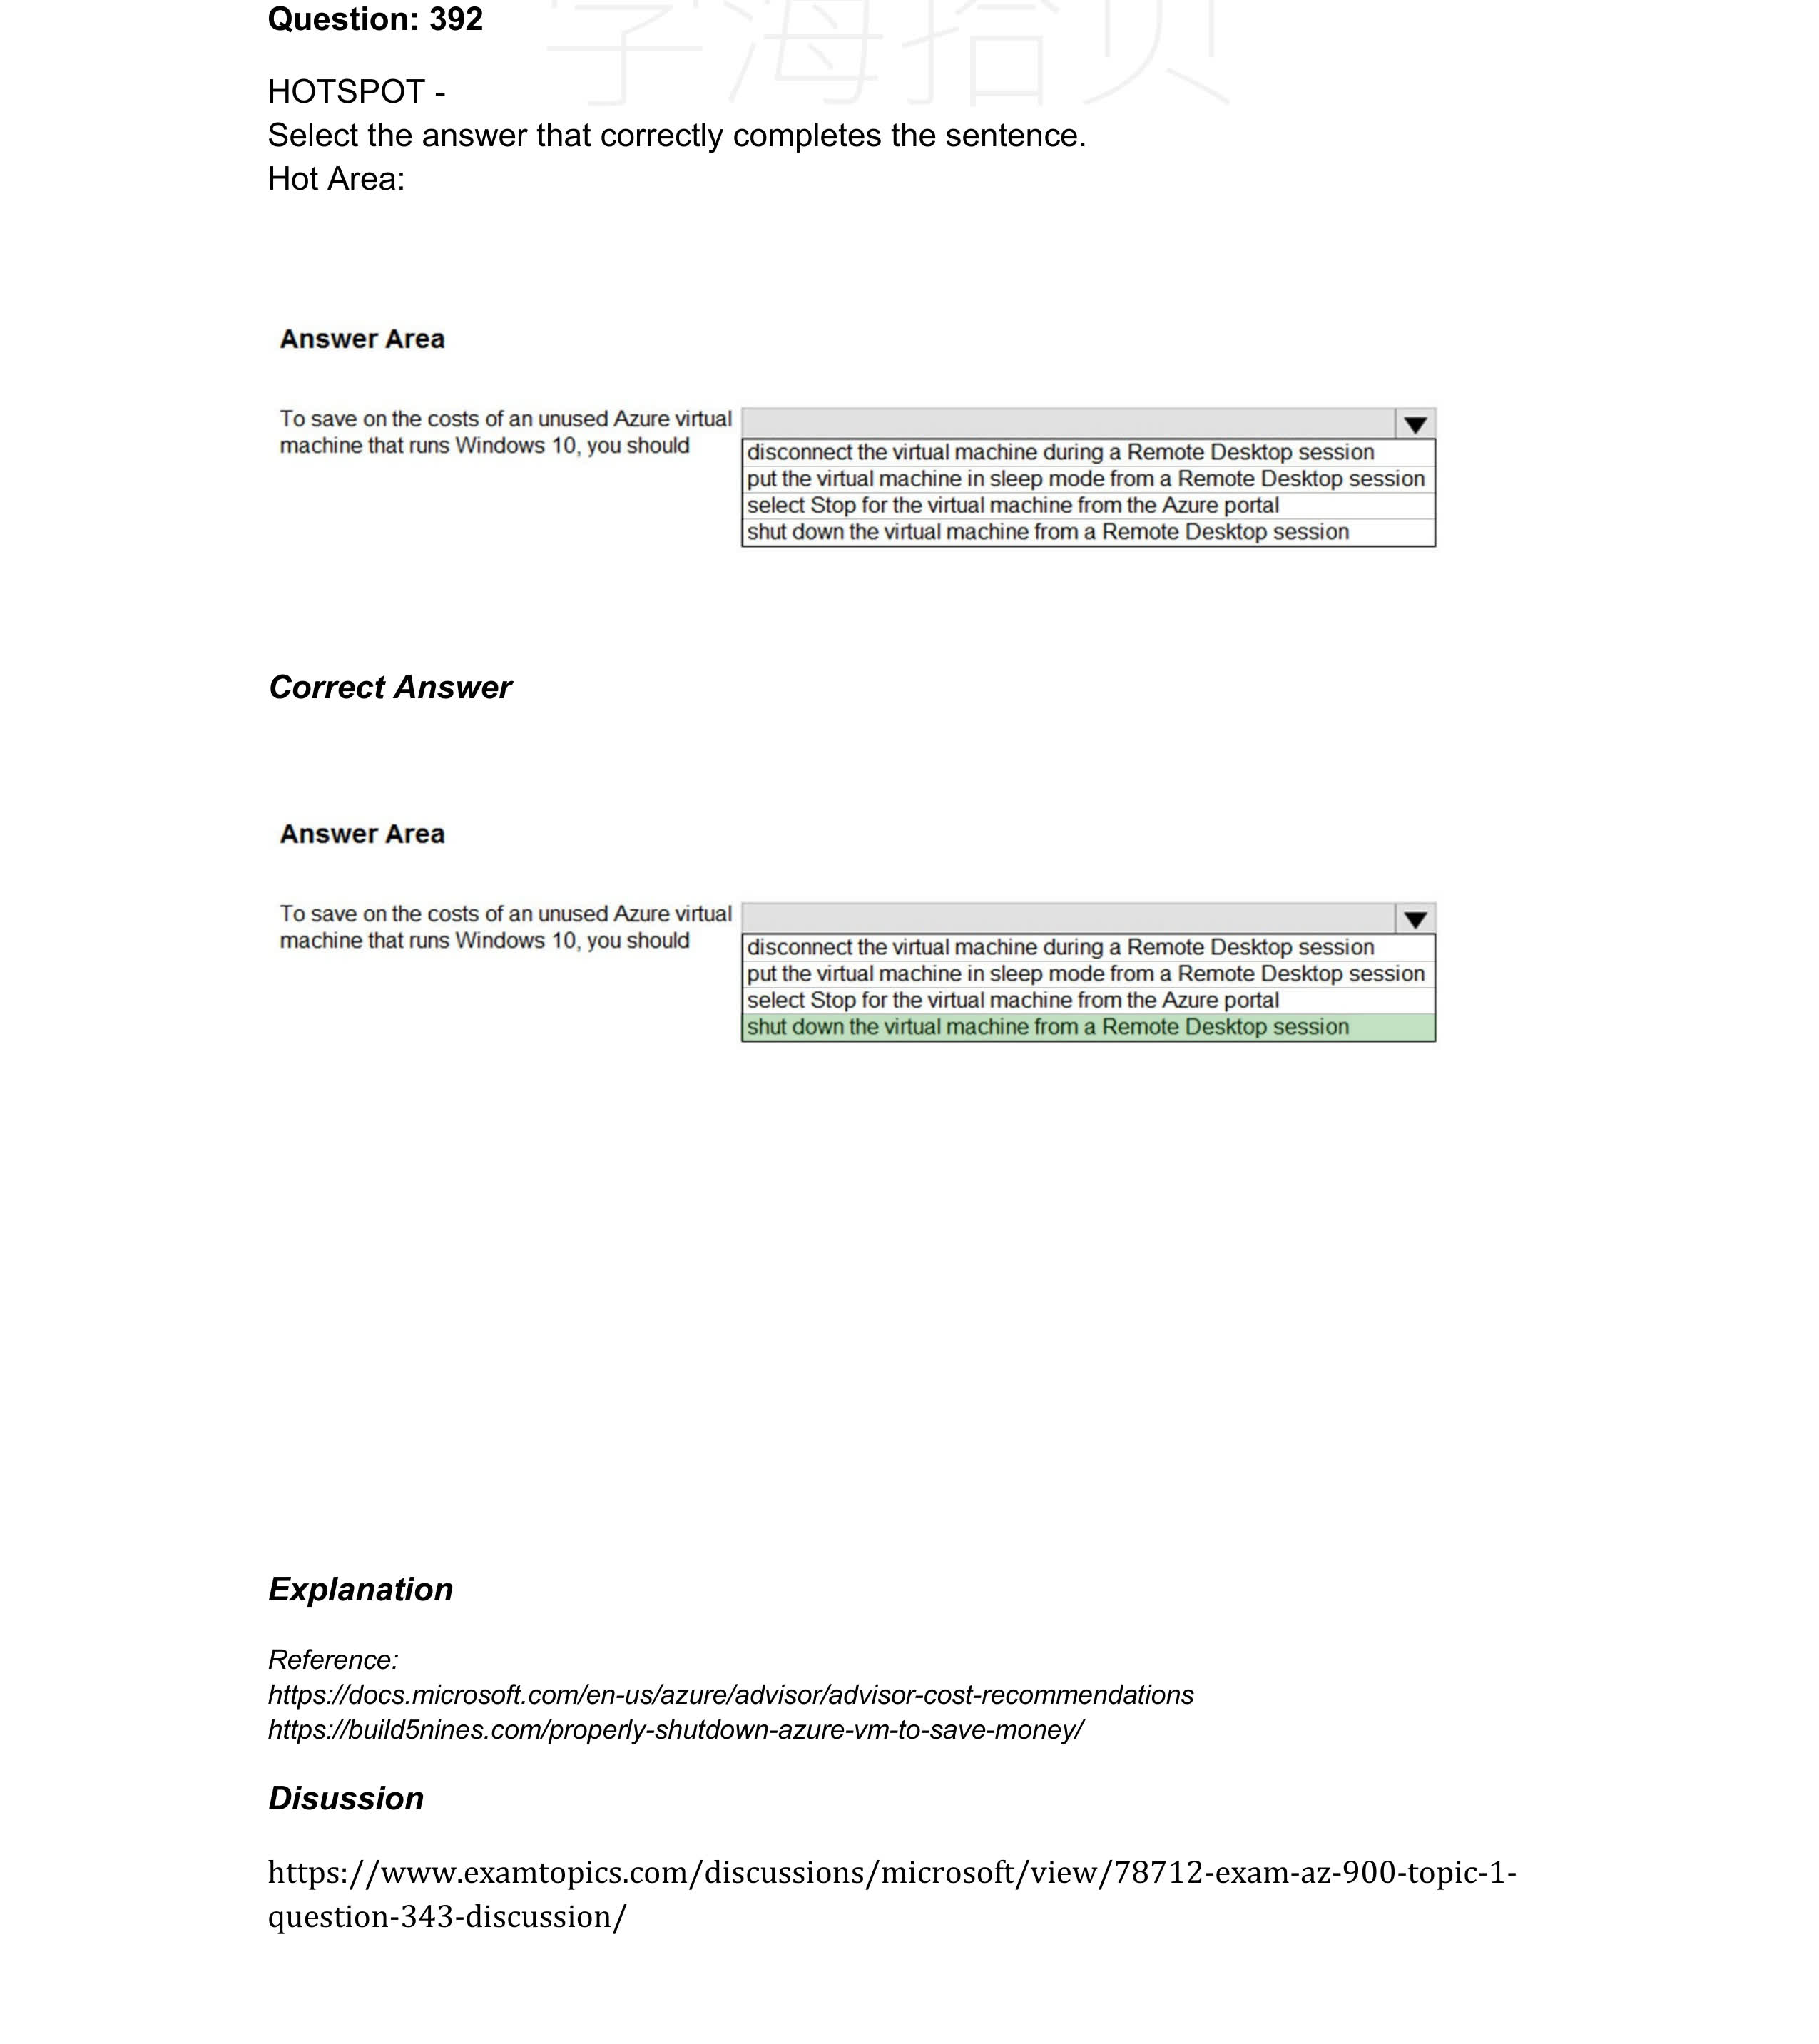 学海拾贝
Question: 392
HOTSPOT -
Select the answer that correctly completes the sentence.
Hot Area:
Answer Area
To save on the costs of an unused Azure virtual
machine that runs Windows 10, you should
disconnect the virtual machine during a Remote Desktop session
put the virtual machine in sleep mode from a Remote Desktop session
select Stop for the virtual machine from the Azure portal
shut down the virtual machine from a Remote Desktop session
Correct Answer
Answer Area
To save on the costs of an unused Azure virtual
machine that runs Windows 10, you should
disconnect the virtual machine during a Remote Desktop session
put the virtual machine in sleep mode from a Remote Desktop session
select Stop for the virtual machine from the Azure portal
shut down the virtual machine from a Remote Desktop session
Explanation
Reference:
https://docs.microsoft.com/en-us/azure/advisor/advisor-cost-recommendations
https://build5nines.com/properly-shutdown-azure-vm-to-save-money/
Disussion
https://www.examtopics.com/discussions/microsoft/view/78712-exam-az-900-topic-1-
question-343-discussion/